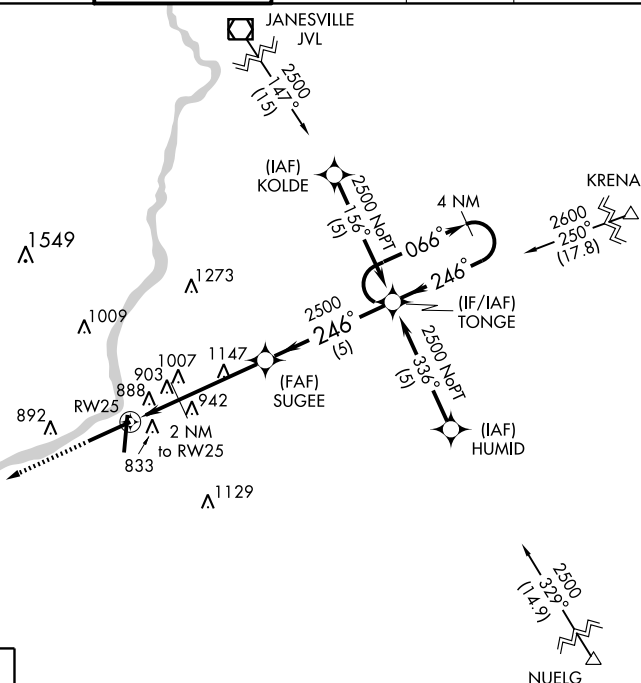 JANESVILLE
JVL
2500
147°
(15)
(IAF)
KOLDE
2500 NoPT
156°
(5)
4 NM
KRENA
2600
250°
(17.8)
066°
246°
1549
1273
1009
2500
246°
(5)
(IF/IAF)
TONGE
2500 NoPT
336°
(5)
1147
1007
903
888
(FAF)
SUGEE
RW25
942
892
2 NM
to RW25
833
(IAF)
HUMID
1129
2500
329°
(14.9)
NUELG